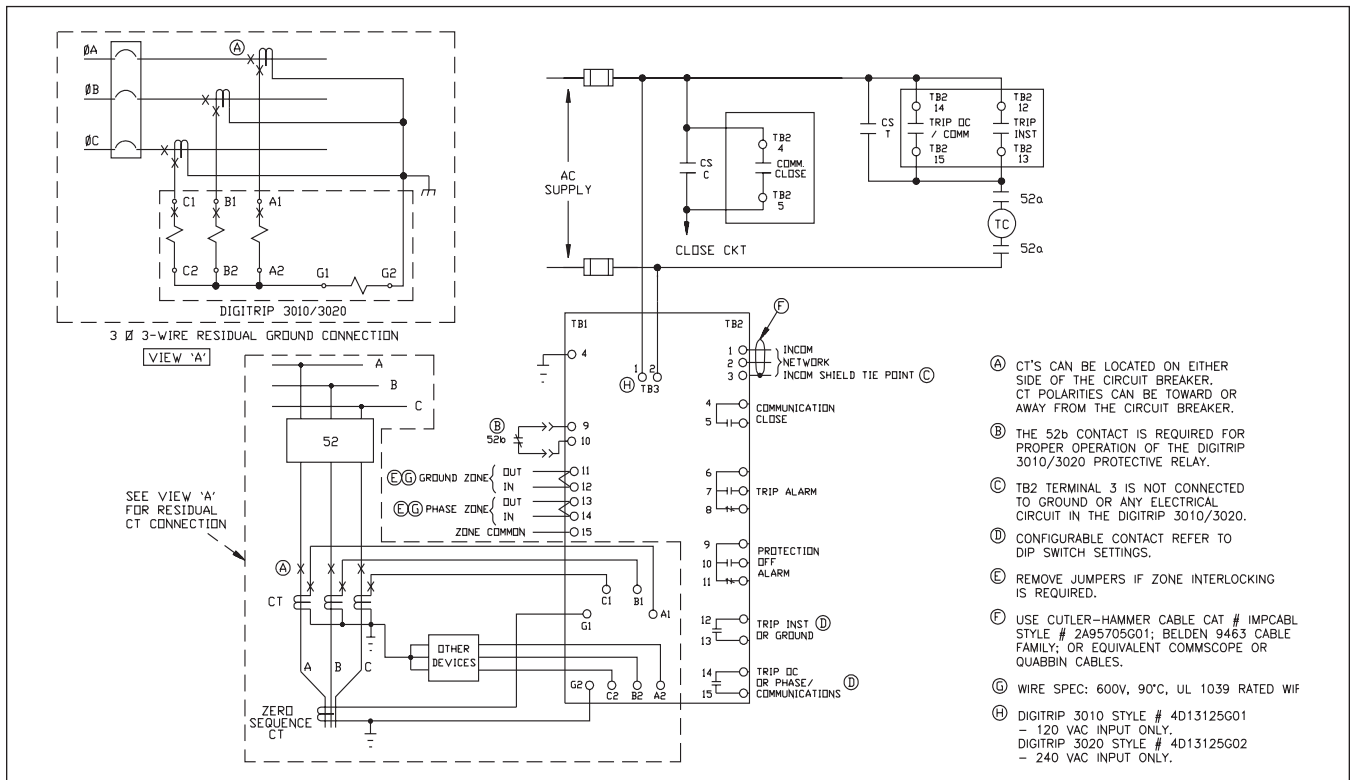 ØA
A
ØB
ØC
C1
B1
A1
C2
B2
A2
G1
G2
DIGITRIP 3010/3020
3 Ø 3-WIRE RESIDUAL GROUND CONNECTION
VIEW 'A'
AC
SUPPLY
CS
C
TB2
4
COMM.
CLOSE
TB2
5
CLOSE CKT
CS
T
TB2
14
TRIP OC
/ COMM
TB2
15
TB2
12
TRIP
INST
TB2
13
52a
TC
52a
A
B
C
52
SEE VIEW 'A'
FOR RESIDUAL
CT CONNECTION
A
CT
A
B
C
ZERO
SEQUENCE
CT
OTHER
DEVICES
TB1
TB2
F
4
1
2
H
TB3
B
52b
9
10
E G GROUND ZONE
OUT
IN
11
12
E G PHASE ZONE
OUT
IN
13
14
ZONE COMMON
15
C1
B1
A1
G1
G2
C2
B2
A2
1
INCOM
2
NETWORK
3
INCOM SHIELD TIE POINT C
4
COMMUNICATION
5
CLOSE
6
7
TRIP ALARM
8
9
PROTECTION
10
OFF
11
ALARM
12
TRIP INST D
13
OR GROUND
14
TRIP OC
OR PHASE/ D
15
COMMUNICATIONS
A CT'S CAN BE LOCATED ON EITHER
SIDE OF THE CIRCUIT BREAKER.
CT POLARITIES CAN BE TOWARD OR
AWAY FROM THE CIRCUIT BREAKER.
B THE 52b CONTACT IS REQUIRED FOR
PROPER OPERATION OF THE DIGITRIP
3010/3020 PROTECTIVE RELAY.
C TB2 TERMINAL 3 IS NOT CONNECTED
TO GROUND OR ANY ELECTRICAL
CIRCUIT IN THE DIGITRIP 3010/3020.
D CONFIGURABLE CONTACT REFER TO
DIP SWITCH SETTINGS.
E REMOVE JUMPERS IF ZONE INTERLOCKING
IS REQUIRED.
F USE CUTLER-HAMMER CABLE CAT # IMPCABL
STYLE # 2A95705G01; BELDEN 9463 CABLE
FAMILY; OR EQUIVALENT COMMSCOPE OR
QUABBIN CABLES.
G WIRE SPEC: 600V, 90°C, UL 1039 RATED
H DIGITRIP 3010 STYLE # 4D13125G01
- 120 VAC INPUT ONLY.
DIGITRIP 3020 STYLE # 4D13125G02
- 240 VAC INPUT ONLY.